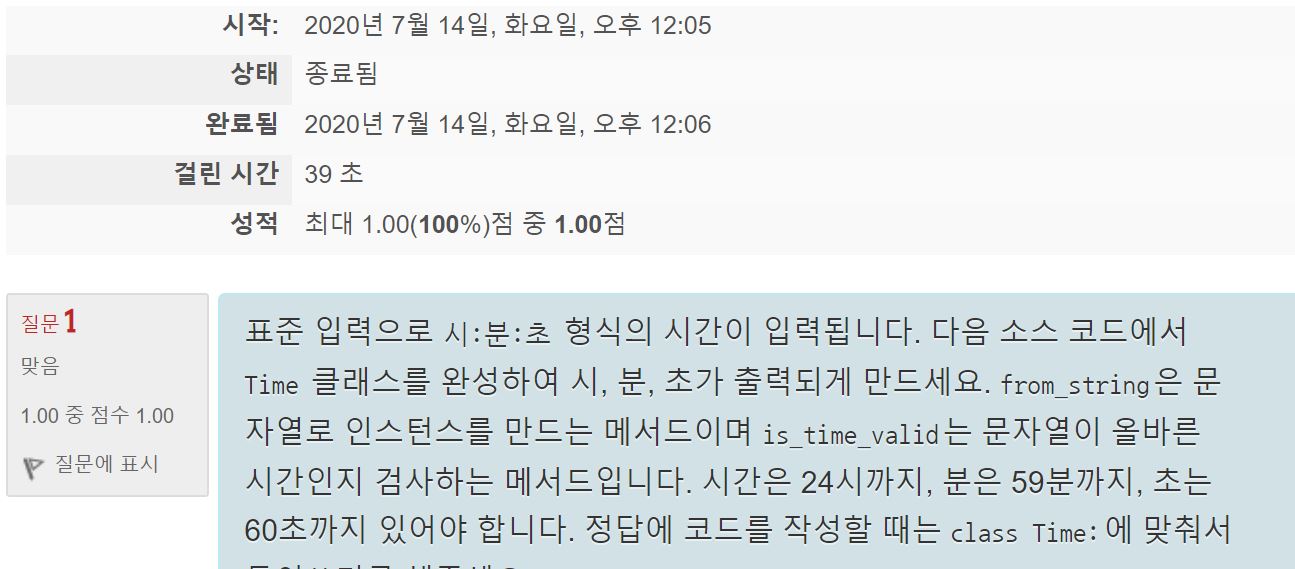 시작: 2020년 7월 14일, 화요일, 오후 12:05
상태 종료됨
완료됨 2020년 7월 14일, 화요일, 오후 12:06
걸린 시간 39 초
성적 최대 1.00(100%)점 중 1.00점
질문 1
맞음
1.00 중 점수 1.00
질문에 표시
표준 입력으로 시:분:초 형식의 시간이 입력됩니다. 다음 소스 코드에서
Time 클래스를 완성하여 시, 분, 초가 출력되게 만드세요. from_string은 문
자열로 인스턴스를 만드는 메서드이며 is_time_valid는 문자열이 올바른
시간인지 검사하는 메서드입니다. 시간은 24시까지, 분은 59분까지, 초는
60초까지 있어야 합니다. 정답에 코드를 작성할 때는 class Time:에 맞춰서